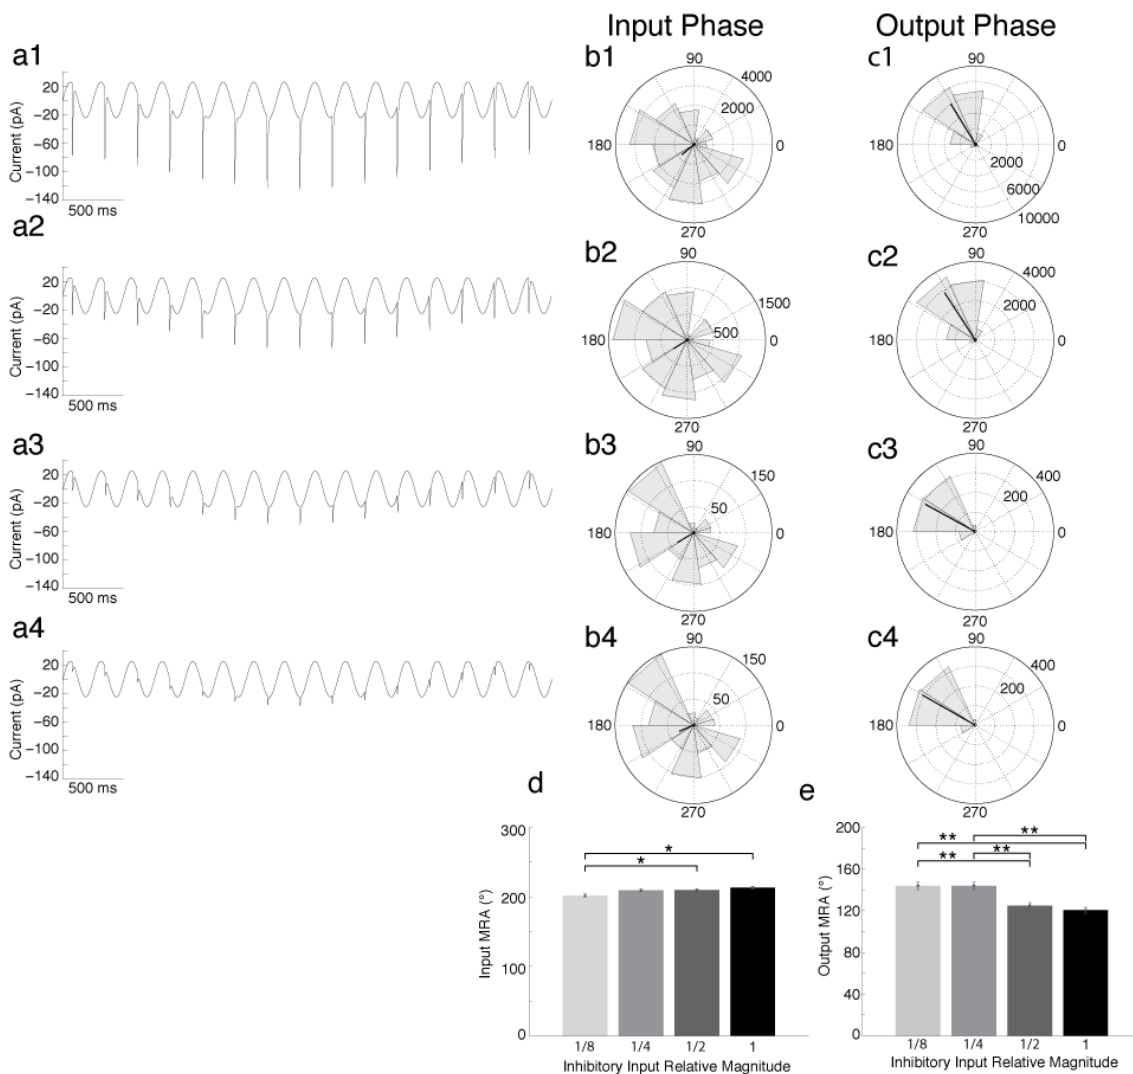 Input Phase
Output Phase
a1
20
−20
−60
−100
−140
Current (pA)
500 ms
b1
90
4000
2000
180
0
270
c1
90
180
0
2000
6000
10000
270
a2
20
−20
−60
−100
−140
Current (pA)
500 ms
b2
90
1500
500
180
0
270
c2
90
4000
2000
180
0
270
a3
20
−20
−60
−100
−140
Current (pA)
500 ms
b3
90
150
50
180
0
270
c3
90
400
200
180
0
270
a4
20
−20
−60
−100
−140
Current (pA)
500 ms
b4
90
150
50
180
0
270
c4
90
400
200
180
0
270
d
300
200
100
0
Input MRA (°)
*
*
1/8 1/4 1/2 1
Inhibitory Input Relative Magnitude
e
200
160
120
80
40
0
Output MRA (°)
** **
** **
1/8 1/4 1/2 1
Inhibitory Input Relative Magnitude